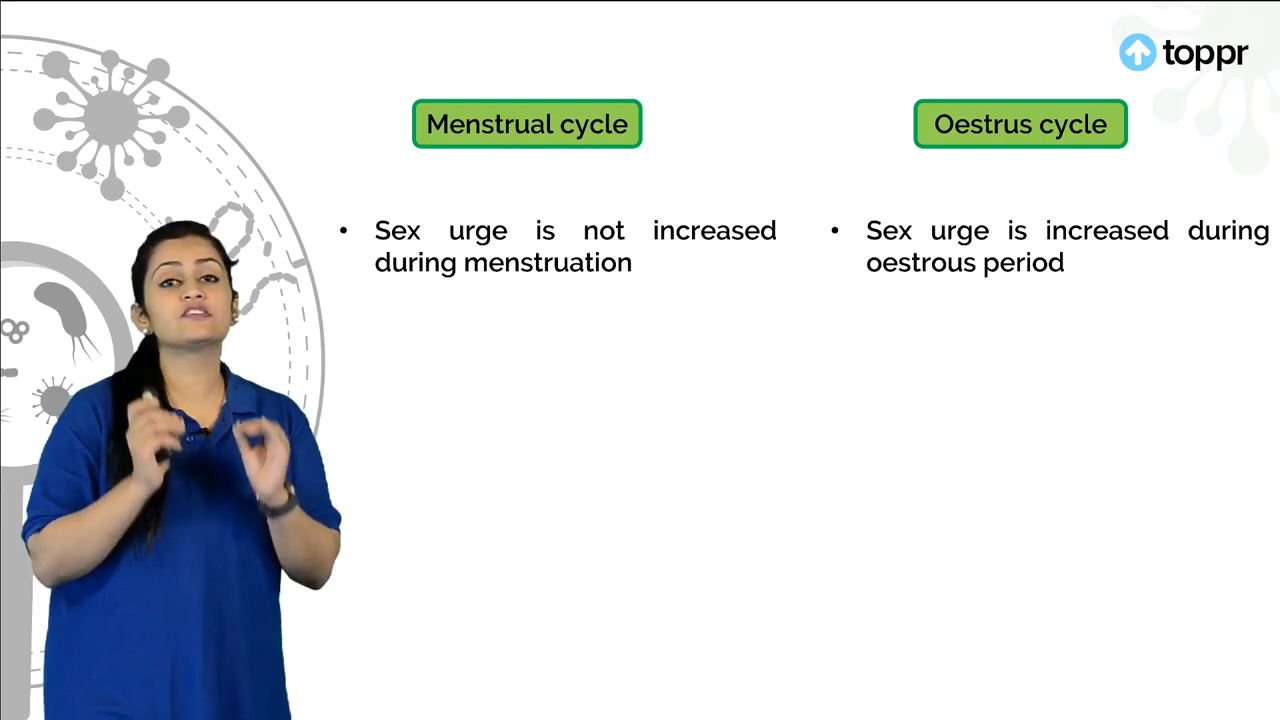 toppr
Menstrual cycle
Oestrus cycle
• Sex urge is not increased
during menstruation
• Sex urge is increased during
oestrous period